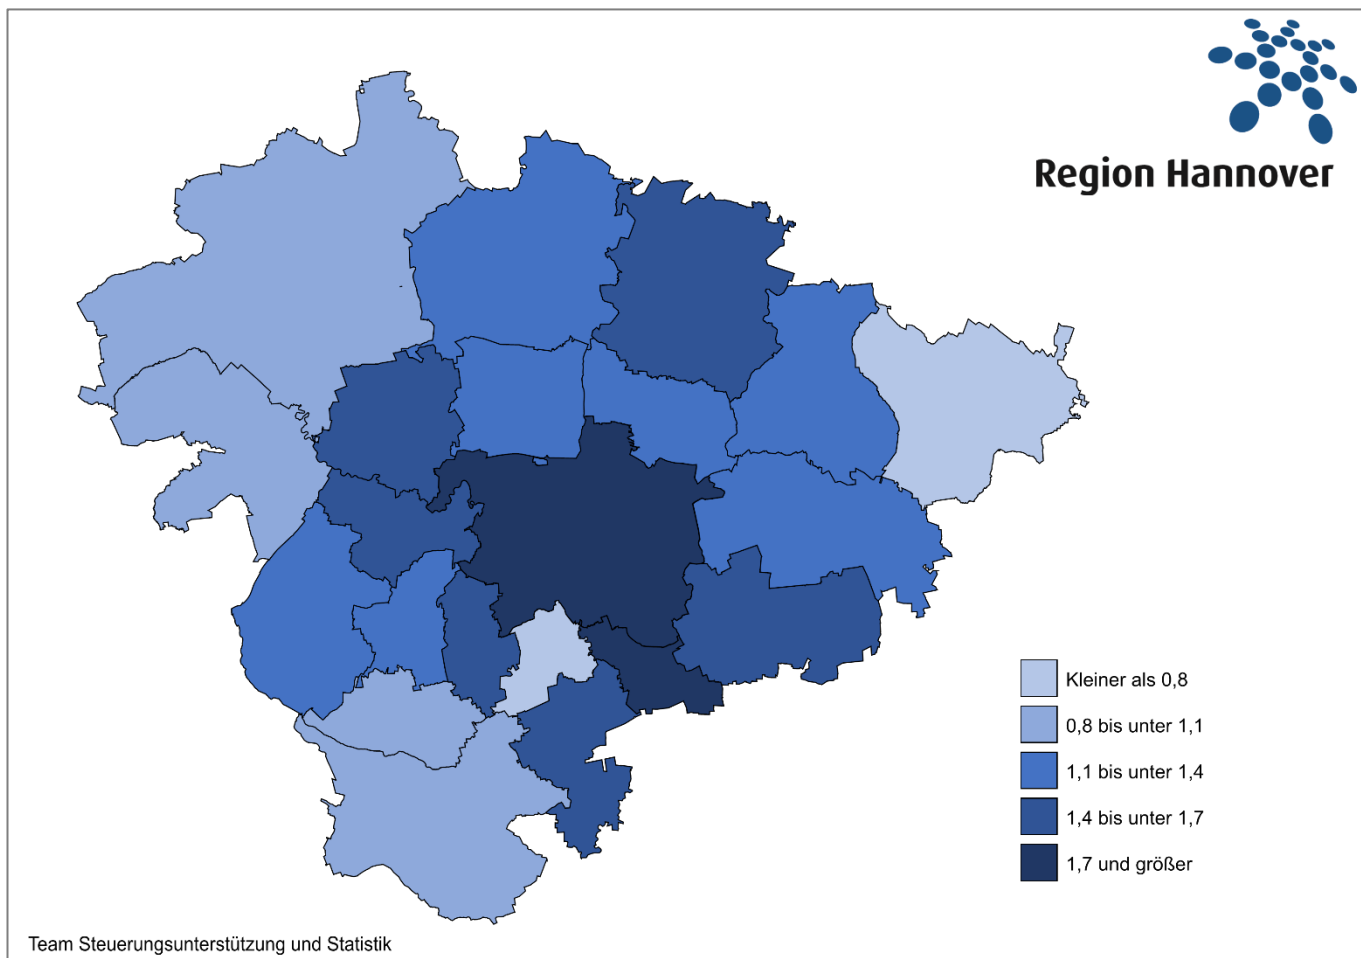 Region Hannover
Kleiner als 0,8
0,8 bis unter 1,1
1,1 bis unter 1,4
1,4 bis unter 1,7
1,7 und größer
Team Steuerungsunterstützung und Statistik